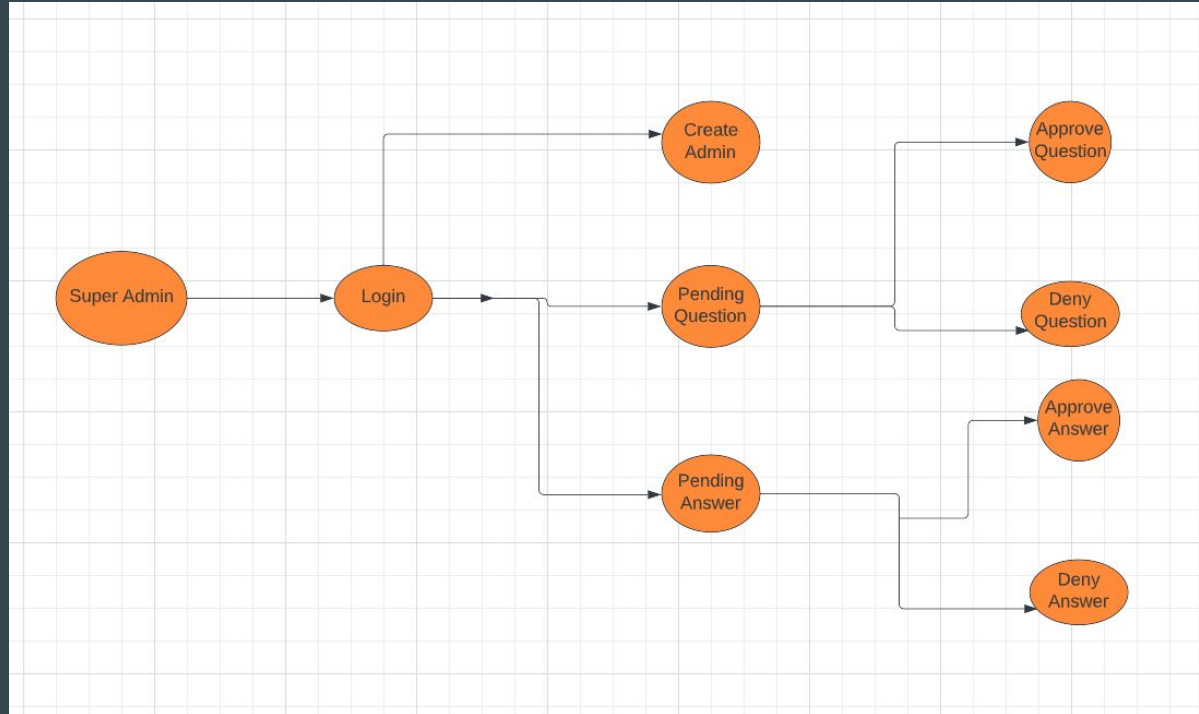 Super Admin
Login
Create
Admin
Pending
Question
Pending
Answer
Approve
Question
Deny
Question
Approve
Answer
Deny
Answer